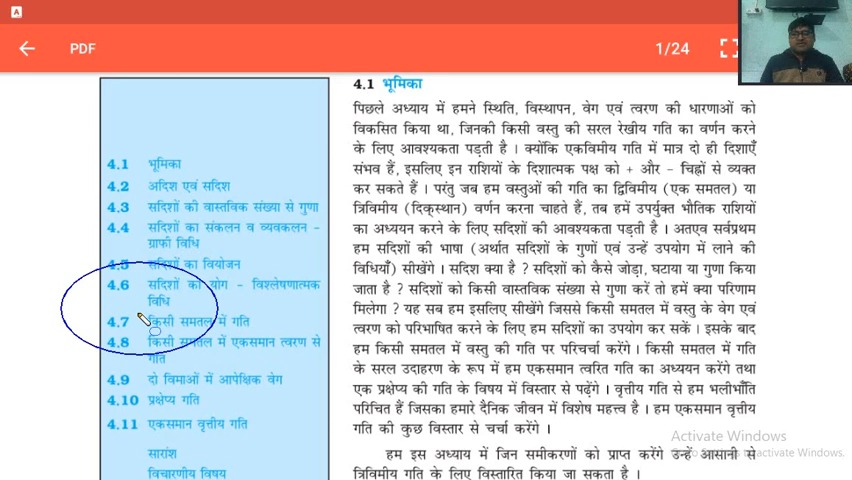 A
PDF
1/24
4.1 भूमिका
4.2 अदिश एवं सदिश
4.3 सदिशों की वास्तविक संख्या से गुणा
4.4 सदिशों का संकलन व व्यवकलन –
ग्राफी विधि
4.5 सदिशों का वियोजन
4.6 सदिशों का योग – विश्लेषणात्मक
विधि
4.7 किसी समतल में गति
4.8 किसी समतल में एकसमान त्वरण से
गति
4.9 दो विमाओं में आपेक्षिक वेग
4.10 प्रक्षेप्य गति
4.11 एकसमान वृत्तीय गति
सारांश
विचारणीय विषय
4.1 भूमिका
पिछले अध्याय में हमने स्थिति, विस्थापन, वेग एवं त्वरण की धारणाओं को
विकसित किया था, जिनकी किसी वस्तु की सरल रेखीय गति का वर्णन करने
के लिए आवश्यकता पड़ती है । क्योंकि एकविमीय गति में मात्र दो ही दिशाएँ
संभव हैं, इसलिए इन राशियों के दिशात्मक पक्ष को + और – चिह्नों से व्यक्त
कर सकते हैं । परंतु जब हम वस्तुओं की गति का द्विविमीय (एक समतल) या
त्रिविमीय (दिक्स्थान) वर्णन करना चाहते हैं, तब हमें उपर्युक्त भौतिक राशियों
का अध्ययन करने के लिए सदिशों की आवश्यकता पड़ती है । अतएव सर्वप्रथम
हम सदिशों की भाषा (अर्थात सदिशों के गुणों एवं उन्हें उपयोग में लाने की
विधियाँ) सीखेंगे । सदिश क्या है ? सदिशों को कैसे जोड़ा, घटाया या गुणा किया
जाता है ? सदिशों को किसी वास्तविक संख्या से गुणा करें तो हमें क्या परिणाम
मिलेगा ? यह सब हम इसलिए सीखेंगे जिससे किसी समतल में वस्तु के वेग एवं
त्वरण को परिभाषित करने के लिए हम सदिशों का उपयोग कर सकें । इसके बाद
हम किसी समतल में वस्तु की गति पर परिचर्चा करेंगे । किसी समतल में गति
के सरल उदाहरण के रूप में हम एकसमान त्वरित गति का अध्ययन करेंगे तथा
एक प्रक्षेप्य की गति के विषय में विस्तार से पढ़ेंगे । वृत्तीय गति से हम भलीभाँति
परिचित हैं जिसका हमारे दैनिक जीवन में विशेष महत्त्व है । हम एकसमान वृत्तीय
गति की कुछ विस्तार से चर्चा करेंगे ।
हम इस अध्याय में जिन समीकरणों को प्राप्त करेंगे उन्हें आसानी से
त्रिविमीय गति के लिए विस्तारित किया जा सकता है ।
Activate Windows
to Activate Windows.